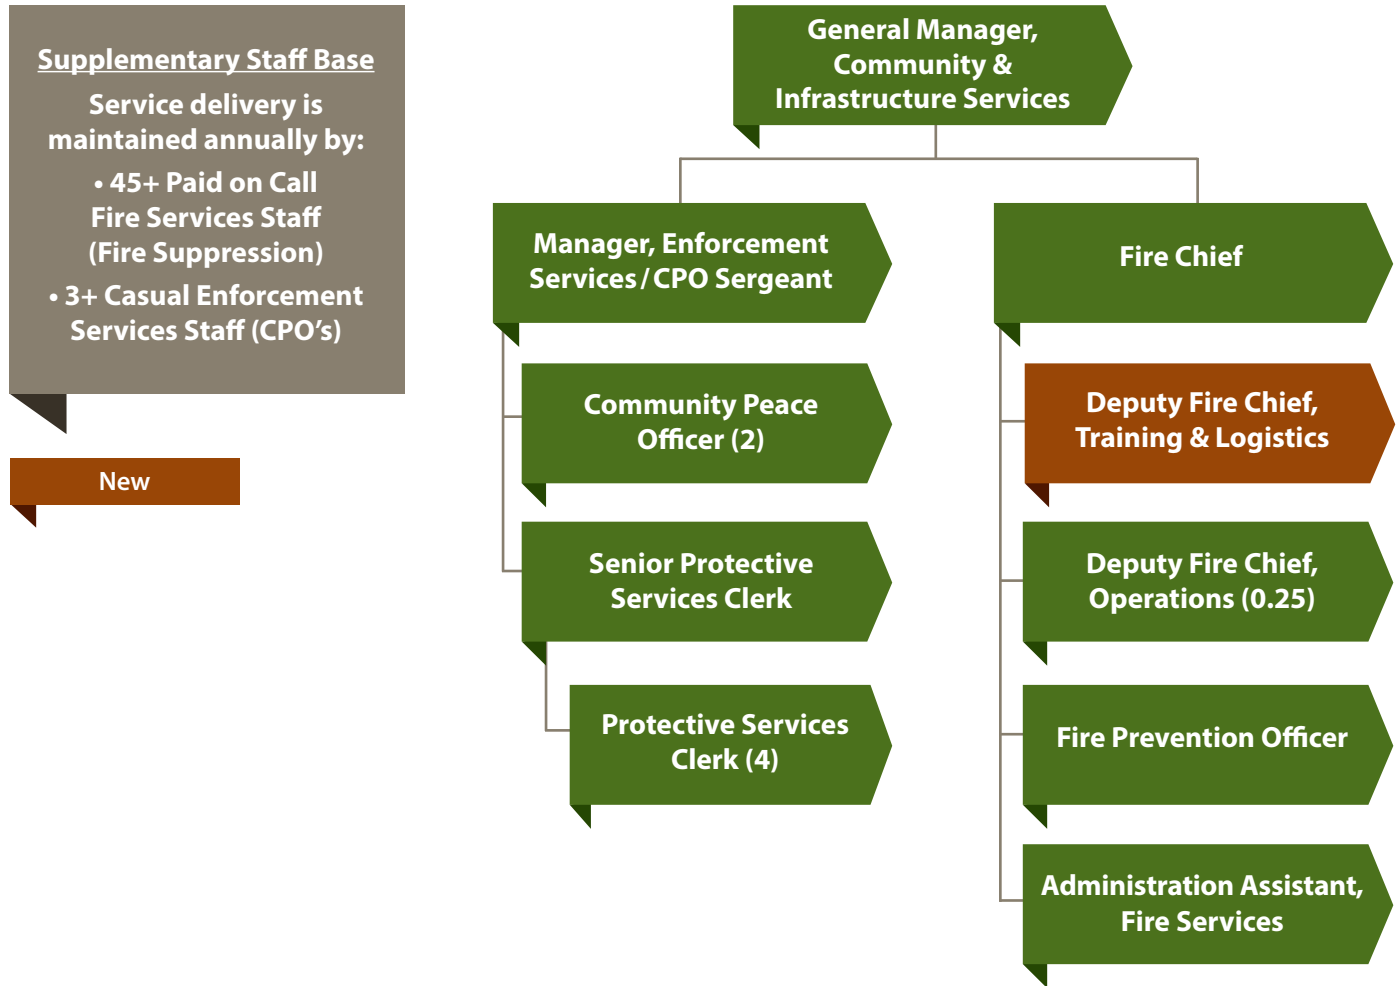 Supplementary Staff Base
Service delivery is
maintained annually by:
• 45+ Paid on Call
Fire Services Staff
(Fire Suppression)
• 3+ Casual Enforcement
Services Staff (CPO's)
New
General Manager,
Community &
Infrastructure Services
Manager, Enforcement
Services / CPO Sergeant
Community Peace
Officer (2)
Senior Protective
Services Clerk
Protective Services
Clerk (4)
Fire Chief
Deputy Fire Chief,
Training & Logistics
Deputy Fire Chief,
Operations (0.25)
Fire Prevention Officer
Administration Assistant,
Fire Services